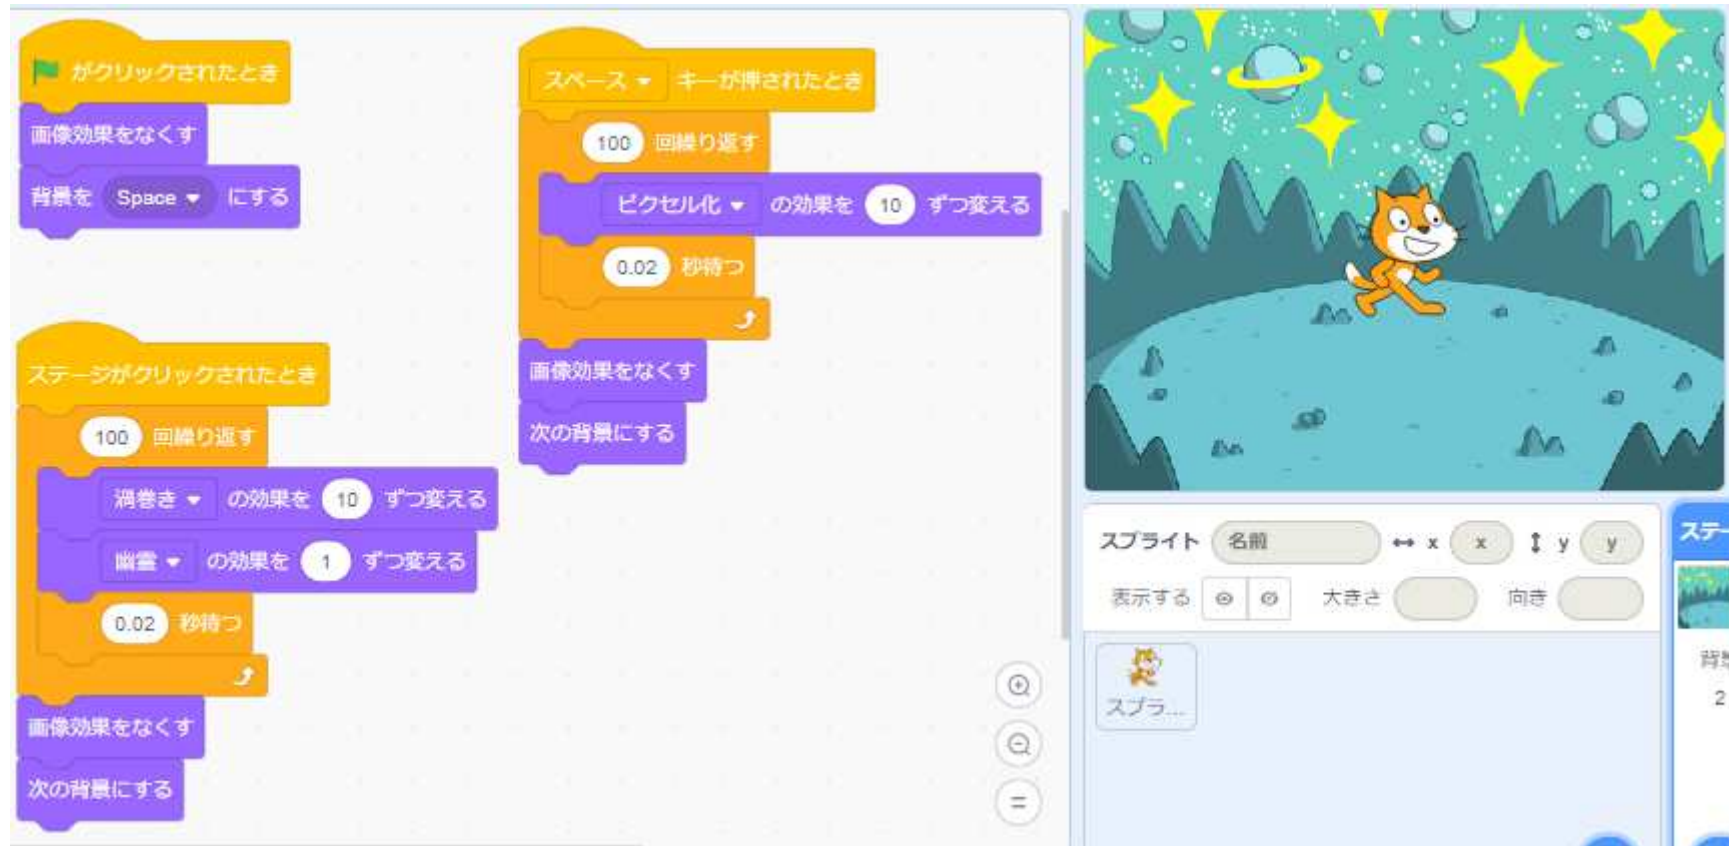 がクリックされたとき
画像効果をなくす
背景を Space にする
ステージがクリックされたとき
100 回繰り返す
渦巻き の効果を 10 ずつ変える
幽霊 の効果を 1 ずつ変える
0.02 秒待つ
画像効果をなくす
次の背景にする
スペース キーが押されたとき
100 回繰り返す
ピクセル化 の効果を 10 ずつ変える
0.02 秒待つ
画像効果をなくす
次の背景にする
スプライト 名前 x x y y
表示する 大きさ 向き
スプラ...
ステー
2